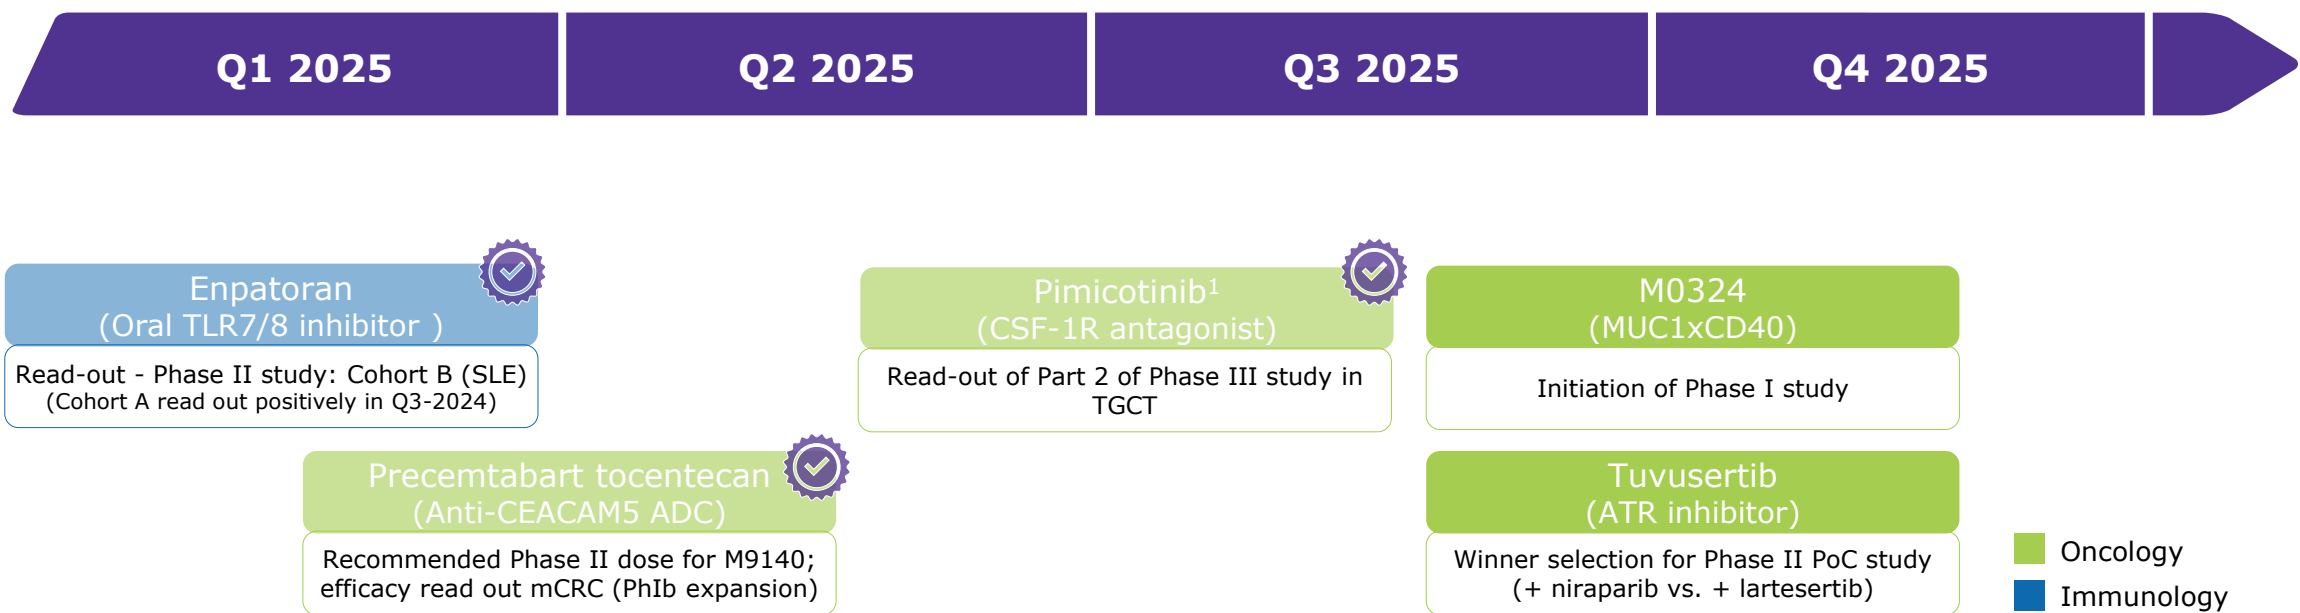 Q1 2025
Q2 2025
Q3 2025
Q4 2025
Enpatoran
(Oral TLR7/8 inhibitor )
Read-out - Phase II study: Cohort B (SLE)
(Cohort A read out positively in Q3-2024)
Precemtabart tocentecan
(Anti-CEACAM5 ADC)
Recommended Phase II dose for M9140;
efficacy read out mCRC (PhIb expansion)
Pimicotinib¹
(CSF-1R antagonist)
Read-out of Part 2 of Phase III study in
TGCT
M0324
(MUC1xCD40)
Initiation of Phase I study
Tuvusertib
(ATR inhibitor)
Winner selection for Phase II PoC study
(+ niraparib vs. + lartesertib)
Oncology
Immunology